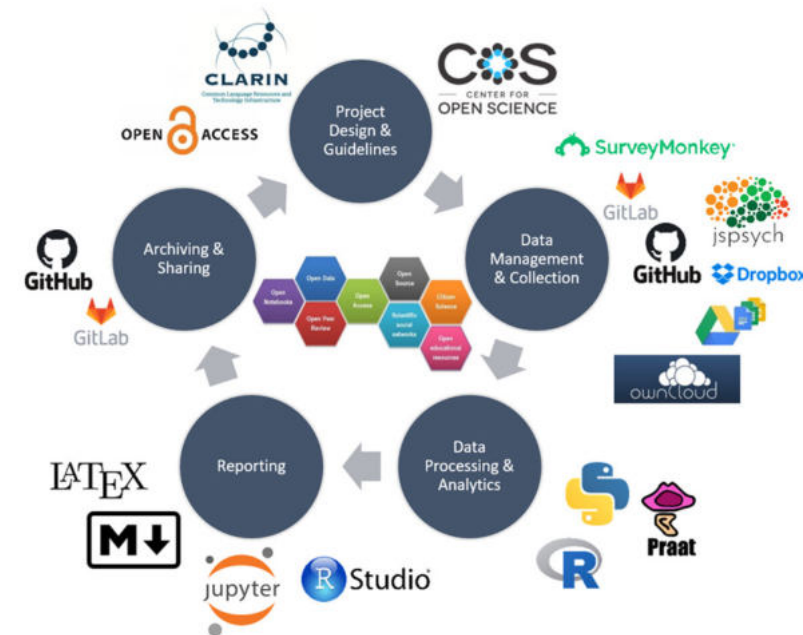 CLARIN
Common Language Resources and
Technology Infrastructure
COS
CENTER FOR
OPEN SCIENCE
OPEN ACCESS
Project
Design &
Guidelines
SurveyMonkey
GitLab
jspsych
GitHub
Dropbox
ownCloud
Data
Management
& Collection
Archiving &
Sharing
GitHub
GitLab
Open
Notebooks
Open Data
Open Peer
Review
Open
Access
Open
Source
Scientific
social
networks
Citizen
Science
Open
educational
resources
Reporting
Data
Processing &
Analytics
LATEX
M
jupyter
R Studio
R
Praat